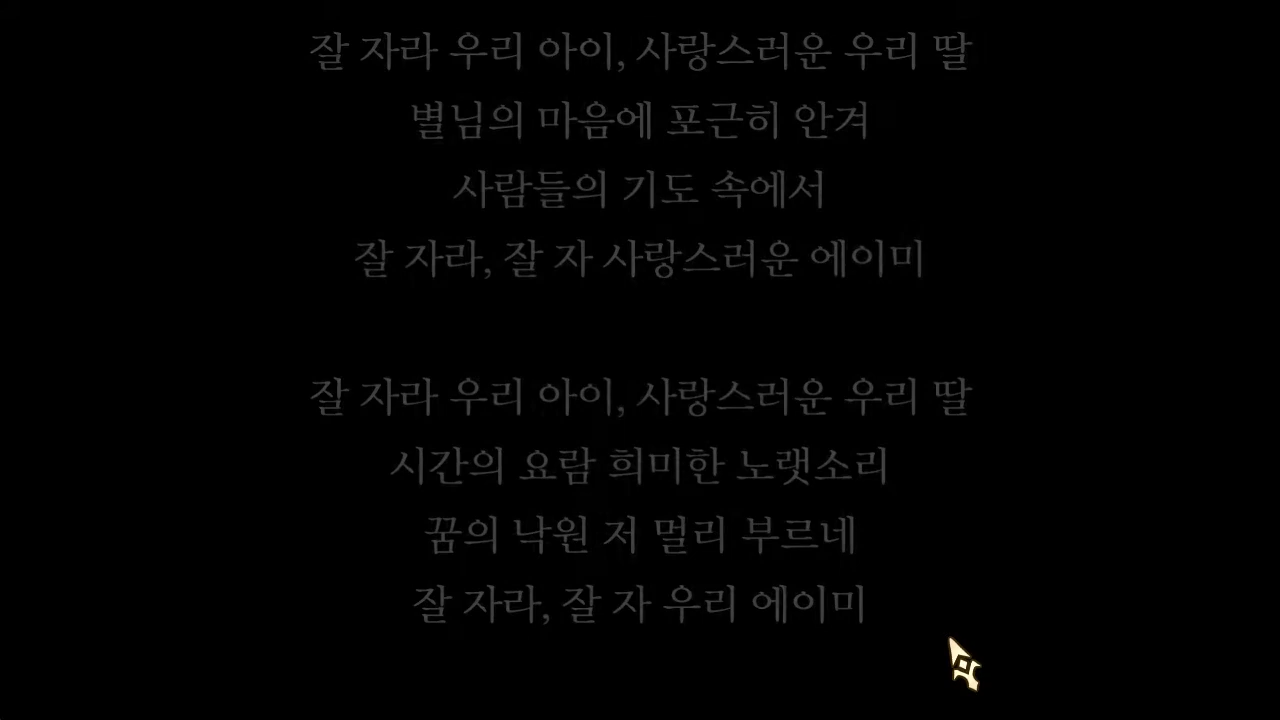 잘 자라 우리 아이, 사랑스러운 우리 딸
별님의 마음에 포근히 안겨
사람들의 기도 속에서
잘 자라, 잘 자 사랑스러운 에이미
잘 자라 우리 아이, 사랑스러운 우리 딸
시간의 요람 희미한 노랫소리
꿈의 낙원 저 멀리 부르네
잘 자라, 잘 자 우리 에이미